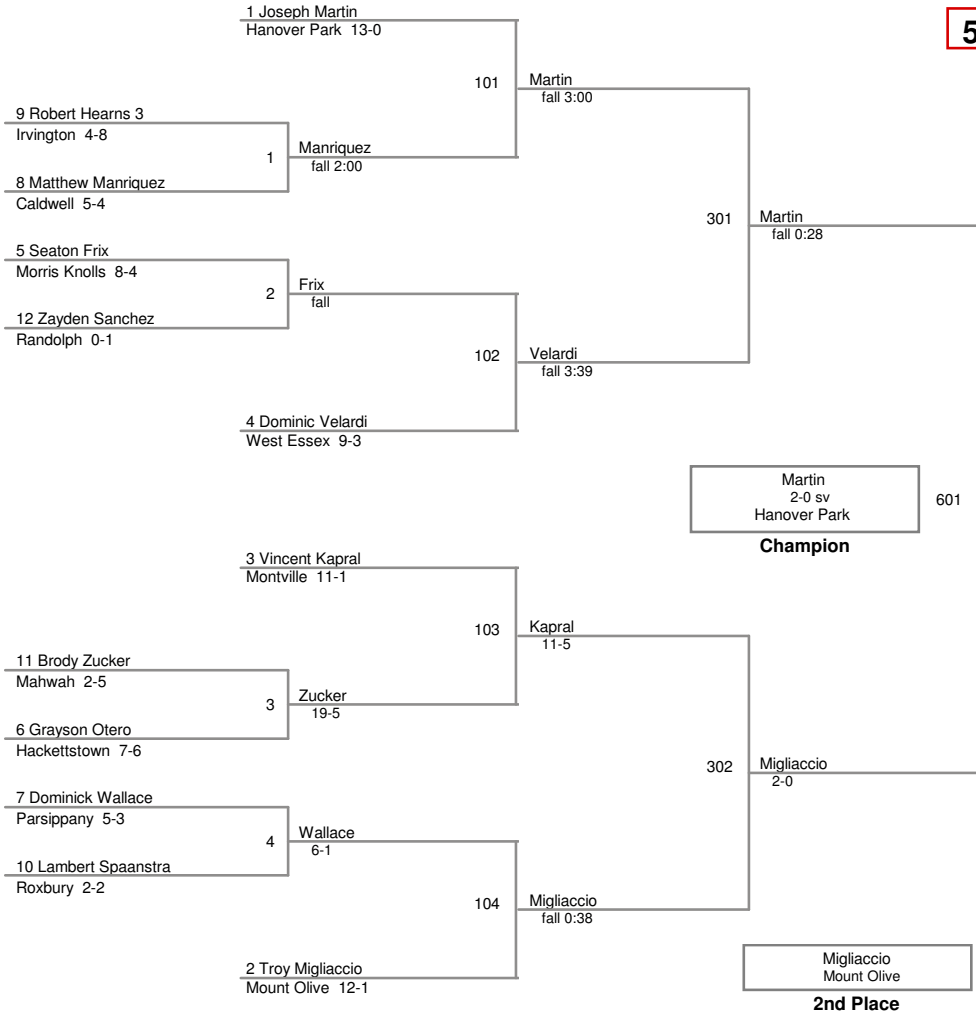 1 Joseph Martin
Hanover Park 13-0
5
101
Martin
fall 3:00
9 Robert Hearns 3
Irvington 4-8
1
Manriquez
fall 2:00
8 Matthew Manriquez
Caldwell 5-4
301
Martin
fall 0:28
5 Seaton Frix
Morris Knolls 8-4
2
Frix
fall
12 Zayden Sanchez
Randolph 0-1
102
Velardi
fall 3:39
4 Dominic Velardi
West Essex 9-3
Martin
2-0 sv
Hanover Park
601
Champion
3 Vincent Kapral
Montville 11-1
103
Kapral
11-5
11 Brody Zucker
Mahwah 2-5
3
Zucker
19-5
6 Grayson Otero
Hackettstown 7-6
302
Migliaccio
2-0
7 Dominick Wallace
Parsippany 5-3
4
Wallace
6-1
10 Lambert Spaanstra
Roxbury 2-2
104
Migliaccio
fall 0:38
2 Troy Migliaccio
Mount Olive 12-1
Migliaccio
Mount Olive
2nd Place